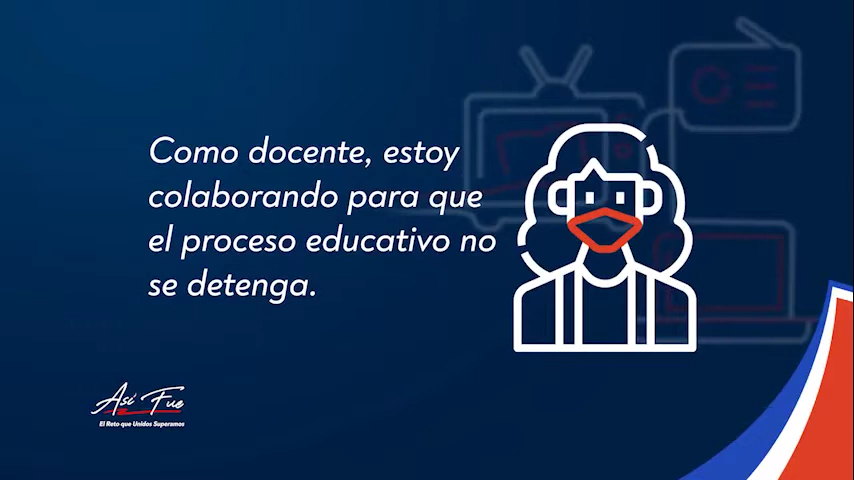 Como docente, estoy
colaborando para que
el proceso educativo no
se detenga.
Así Fue
El Reto que Unidos Superamos